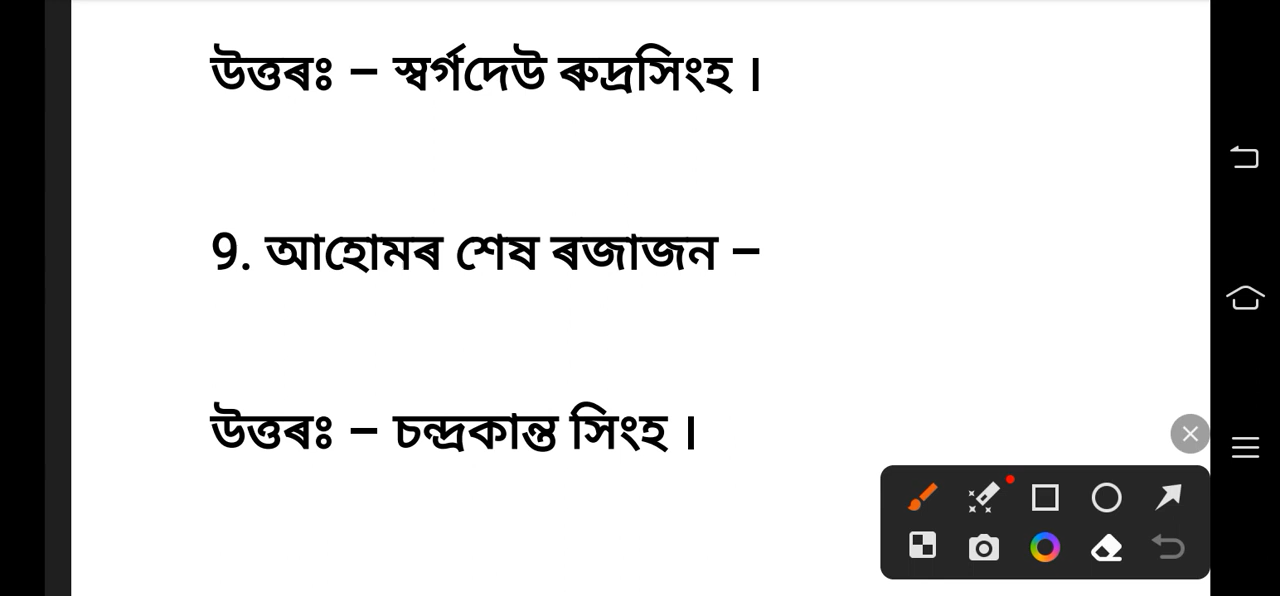 উত্তৰঃ – স্বৰ্গদেউ ৰুদ্ৰসিংহ ।
9. আহোমৰ শেষ ৰজাজন –
উত্তৰঃ – চন্দ্ৰকান্ত সিংহ ।